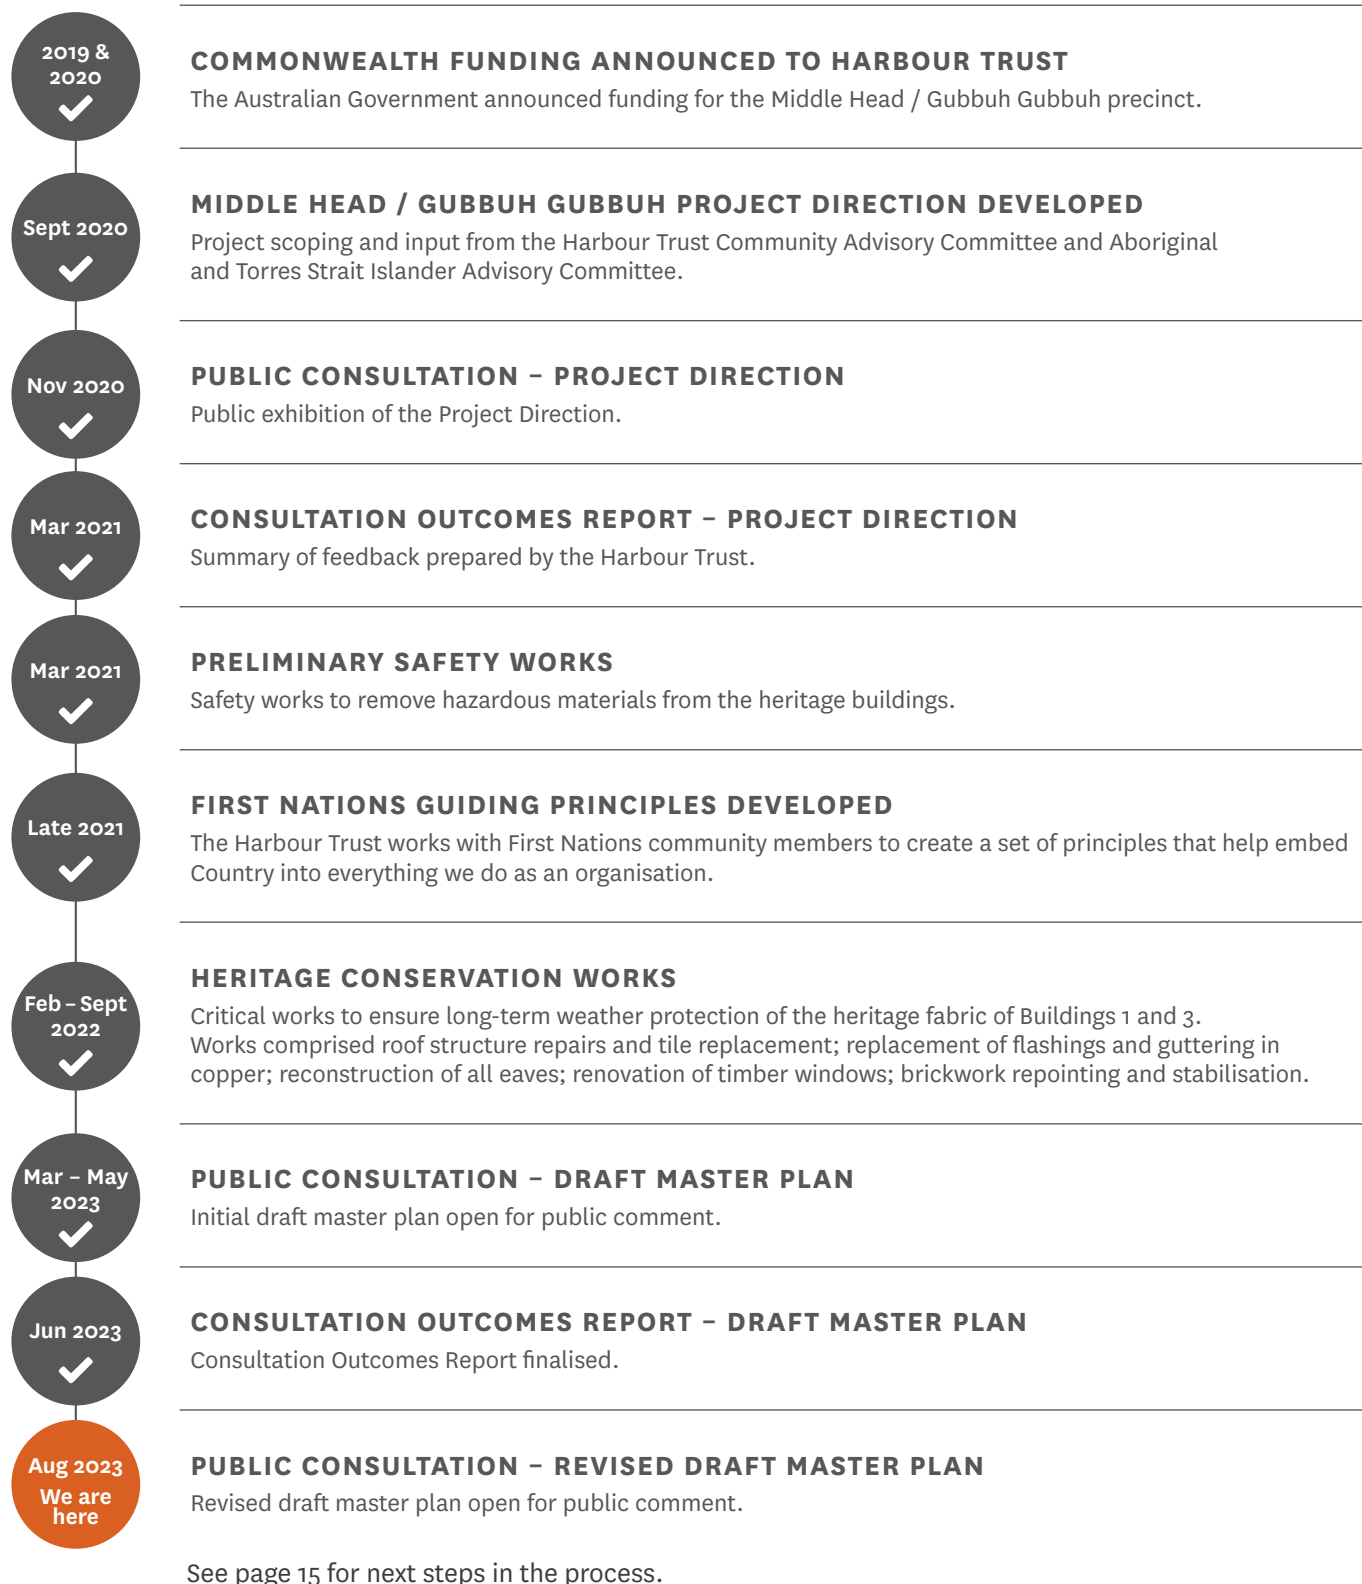 2019 &
2020
COMMONWEALTH FUNDING ANNOUNCED TO HARBOUR TRUST
The Australian Government announced funding for the Middle Head / Gubbuh Gubbuh precinct.
Sept 2020
MIDDLE HEAD / GUBBUH GUBBUH PROJECT DIRECTION DEVELOPED
Project scoping and input from the Harbour Trust Community Advisory Committee and Aboriginal
and Torres Strait Islander Advisory Committee.
Nov 2020
PUBLIC CONSULTATION – PROJECT DIRECTION
Public exhibition of the Project Direction.
Mar 2021
CONSULTATION OUTCOMES REPORT – PROJECT DIRECTION
Summary of feedback prepared by the Harbour Trust.
Mar 2021
PRELIMINARY SAFETY WORKS
Safety works to remove hazardous materials from the heritage buildings.
Late 2021
FIRST NATIONS GUIDING PRINCIPLES DEVELOPED
The Harbour Trust works with First Nations community members to create a set of principles that help embed
Country into everything we do as an organisation.
Feb – Sept
2022
HERITAGE CONSERVATION WORKS
Critical works to ensure long-term weather protection of the heritage fabric of Buildings 1 and 3.
Works comprised roof structure repairs and tile replacement; replacement of flashings and guttering in
copper; reconstruction of all eaves; renovation of timber windows; brickwork repointing and stabilisation.
Mar – May
2023
PUBLIC CONSULTATION – DRAFT MASTER PLAN
Initial draft master plan open for public comment.
Jun 2023
CONSULTATION OUTCOMES REPORT – DRAFT MASTER PLAN
Consultation Outcomes Report finalised.
Aug 2023
We are
here
PUBLIC CONSULTATION – REVISED DRAFT MASTER PLAN
Revised draft master plan open for public comment.
See page 15 for next steps in the process.